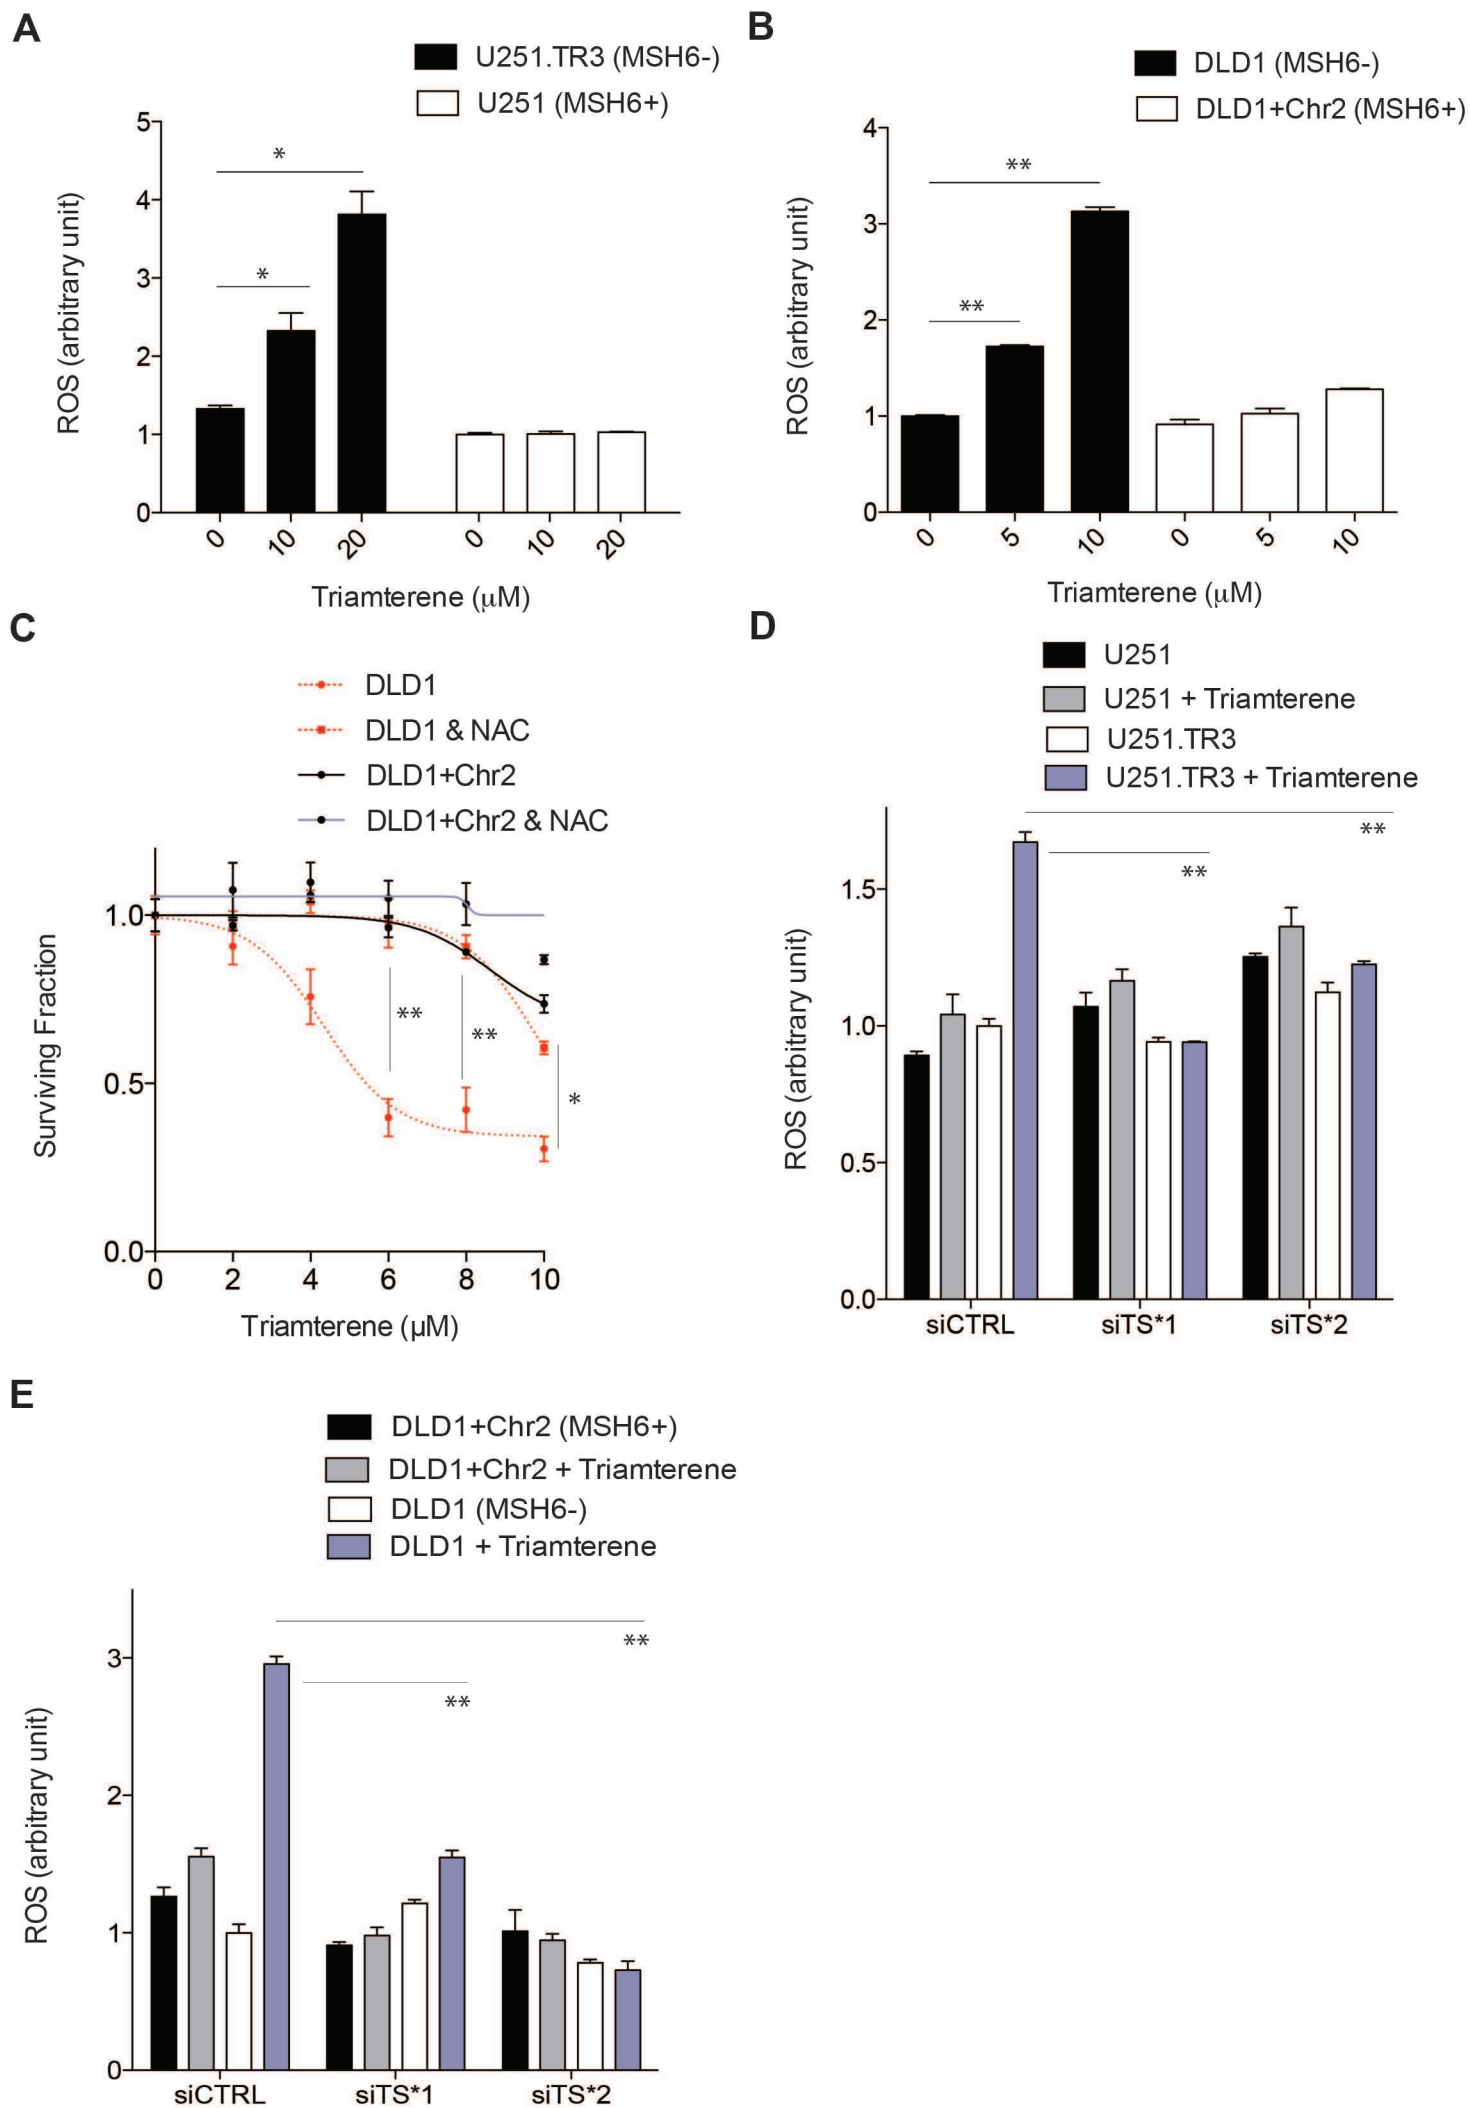 A
U251.TR3 (MSH6-)
U251 (MSH6+)
ROS (arbitrary unit)
5
4
3
2
1
0
*
*
0 10 20 0 10 20
Triamterene (μM)
B
DLD1 (MSH6-)
DLD1+Chr2 (MSH6+)
ROS (arbitrary unit)
4
3
2
1
0
**
**
0 5 10 0 5 10
Triamterene (μM)
C
DLD1
DLD1 & NAC
DLD1+Chr2
DLD1+Chr2 & NAC
Surviving Fraction
1.0
0.5
0.0
**
**
*
0 2 4 6 8 10
Triamterene (μM)
D
U251
U251 + Triamterene
U251.TR3
U251.TR3 + Triamterene
ROS (arbitrary unit)
1.5
1.0
0.5
0.0
**
**
siCTRL siTS*1 siTS*2
E
DLD1+Chr2 (MSH6+)
DLD1+Chr2 + Triamterene
DLD1 (MSH6-)
DLD1 + Triamterene
ROS (arbitrary unit)
3
2
1
0
**
**
siCTRL siTS*1 siTS*2